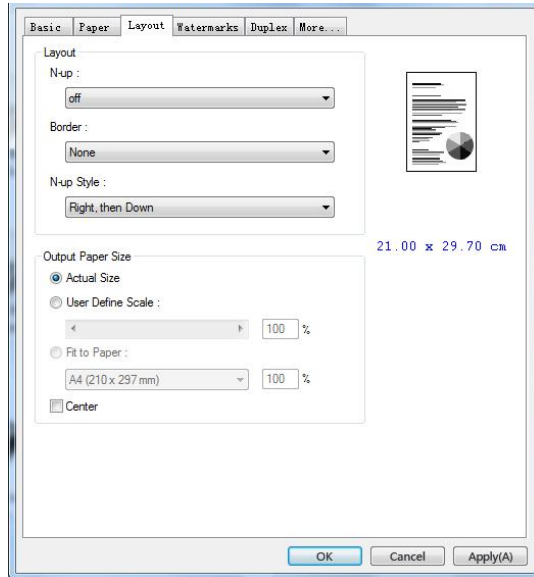 Basic Paper Layout Watermarks Duplex More...
Layout
N-up :
off
Border :
None
N-up Style :
Right, then Down
21.00 x 29.70 cm
Output Paper Size
Actual Size
User Define Scale :
100 %
Fit to Paper :
A4 (210 x 297 mm) 100 %
Center
OK Cancel Apply(A)